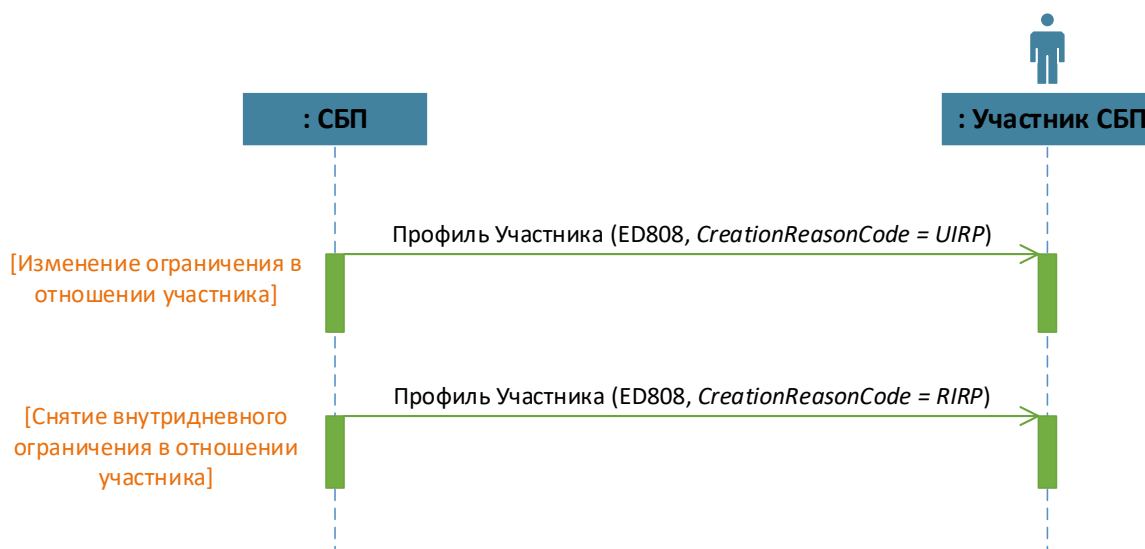 : СБП
: Участник СБП
Профиль Участника (ED808, CreationReasonCode = UIRP)
[Изменение ограничения в
отношении участника]
Профиль Участника (ED808, CreationReasonCode = RIRP)
[Снятие внутридневного
ограничения в отношении
участника]